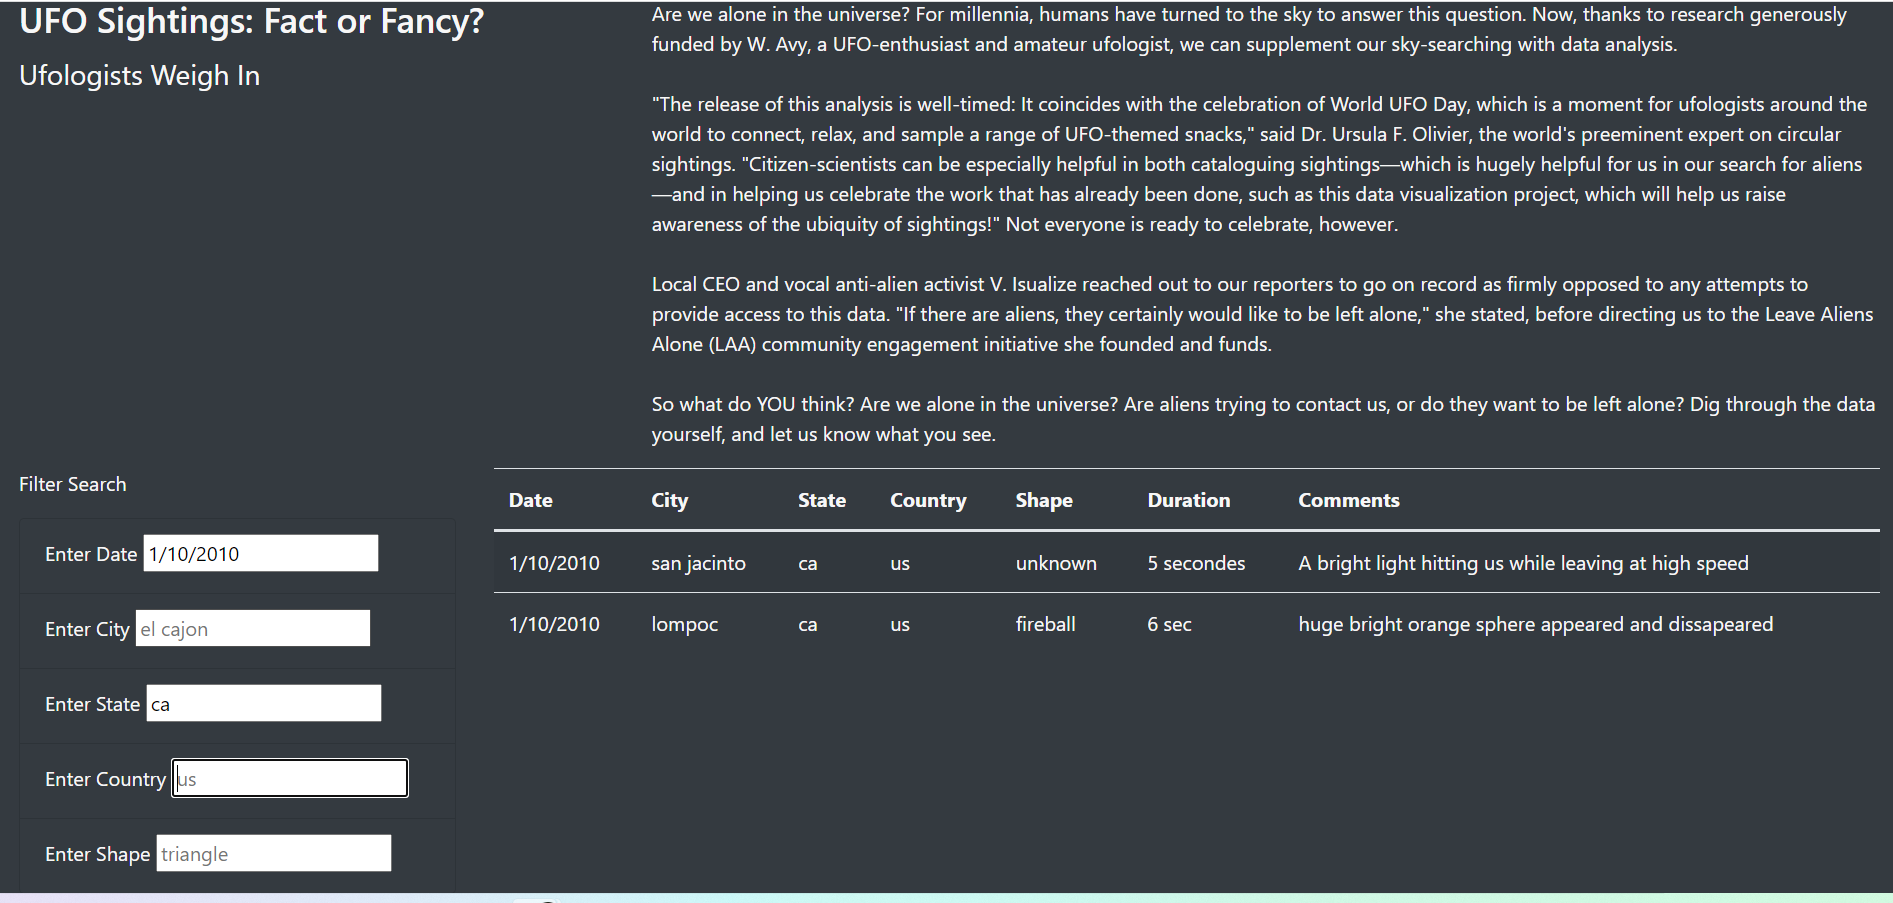 UFO Sightings: Fact or Fancy?
Ufologists Weigh In
Are we alone in the universe? For millennia, humans have turned to the sky to answer this question. Now, thanks to research generously
funded by W. Avy, a UFO-enthusiast and amateur ufologist, we can supplement our sky-searching with data analysis.
"The release of this analysis is well-timed: It coincides with the celebration of World UFO Day, which is a moment for ufologists around the
world to connect, relax, and sample a range of UFO-themed snacks," said Dr. Ursula F. Olivier, the world's preeminent expert on circular
sightings. "Citizen-scientists can be especially helpful in both cataloguing sightings—which is hugely helpful for us in our search for aliens
—and in helping us celebrate the work that has already been done, such as this data visualization project, which will help us raise
awareness of the ubiquity of sightings!" Not everyone is ready to celebrate, however.
Local CEO and vocal anti-alien activist V. Isualize reached out to our reporters to go on record as firmly opposed to any attempts to
provide access to this data. "If there are aliens, they certainly would like to be left alone," she stated, before directing us to the Leave Aliens
Alone (LAA) community engagement initiative she founded and funds.
So what do YOU think? Are we alone in the universe? Are aliens trying to contact us, or do they want to be left alone? Dig through the data
yourself, and let us know what you see.
Filter Search
Enter Date 1/10/2010
Enter City el cajon
Enter State ca
Enter Country us
Enter Shape triangle
Date City State Country Shape Duration Comments
1/10/2010 san jacinto ca us unknown 5 secondes A bright light hitting us while leaving at high speed
1/10/2010 lompoc ca us fireball 6 sec huge bright orange sphere appeared and dissapeared